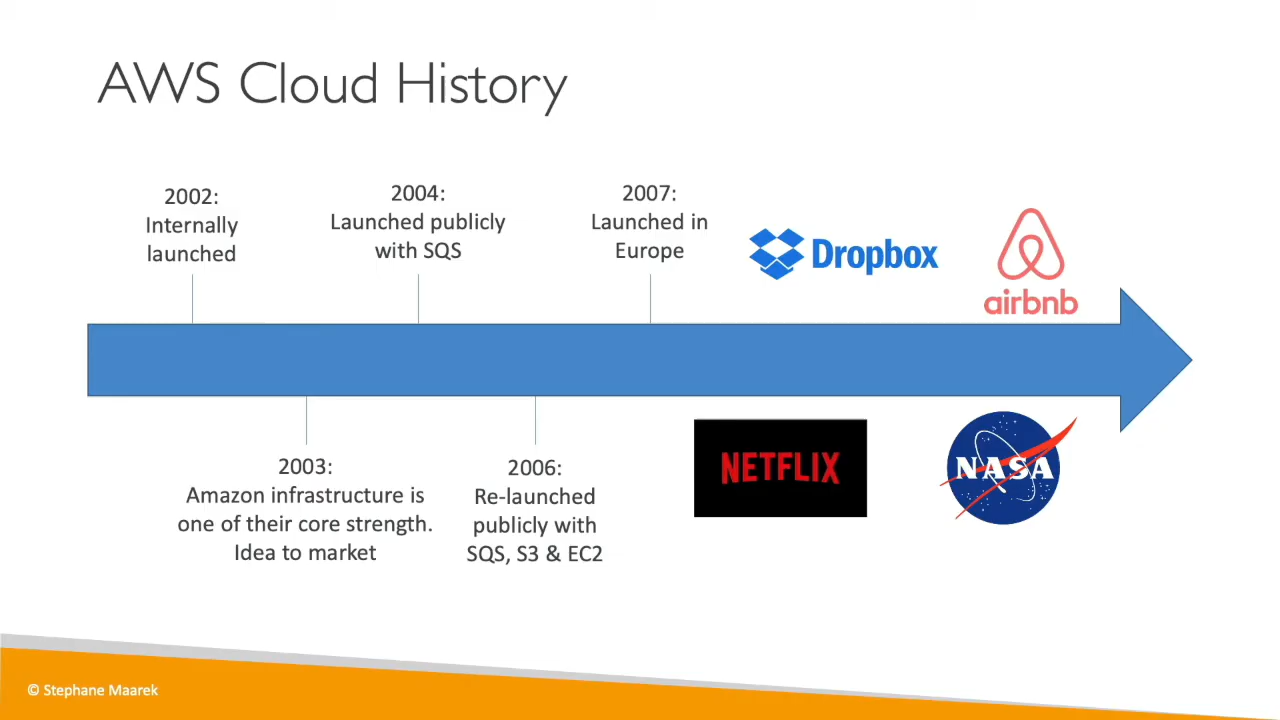 AWS Cloud History
2002:
Internally
launched
2004:
Launched publicly
with SQS
2007:
Launched in
Europe
Dropbox
airbnb
2003:
Amazon infrastructure is
one of their core strength.
Idea to market
2006:
Re-launched
publicly with
SQS, S3 & EC2
NETFLIX
NASA
© Stephane Maarek